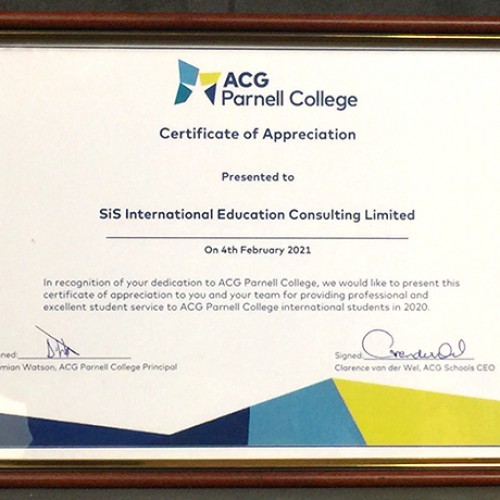 ACG
Parnell College
Certificate of Appreciation
Presented to
SiS International Education Consulting Limited
On 4th February 2021
In recognition of your dedication to ACG Parnell College, we would like to present this
certificate of appreciation to you and your team for providing professional and
excellent student service to ACG Parnell College international students in 2020.
ned:
mian Watson, ACG Parnell College Principal
Signed:
Clarence van der Wel, ACG Schools CEO